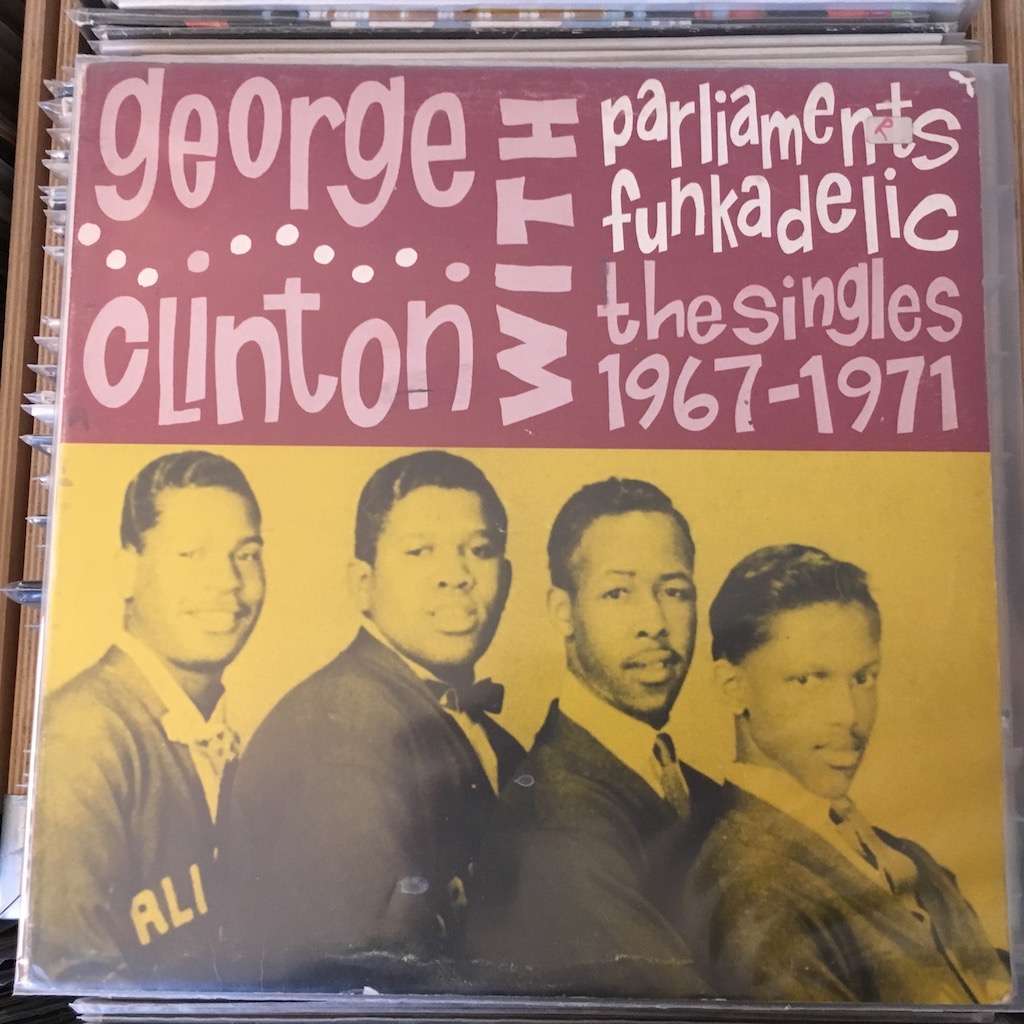 george
clinton
WITH
parliaments
funkadelic
the singles
1967-1971
R
ALI